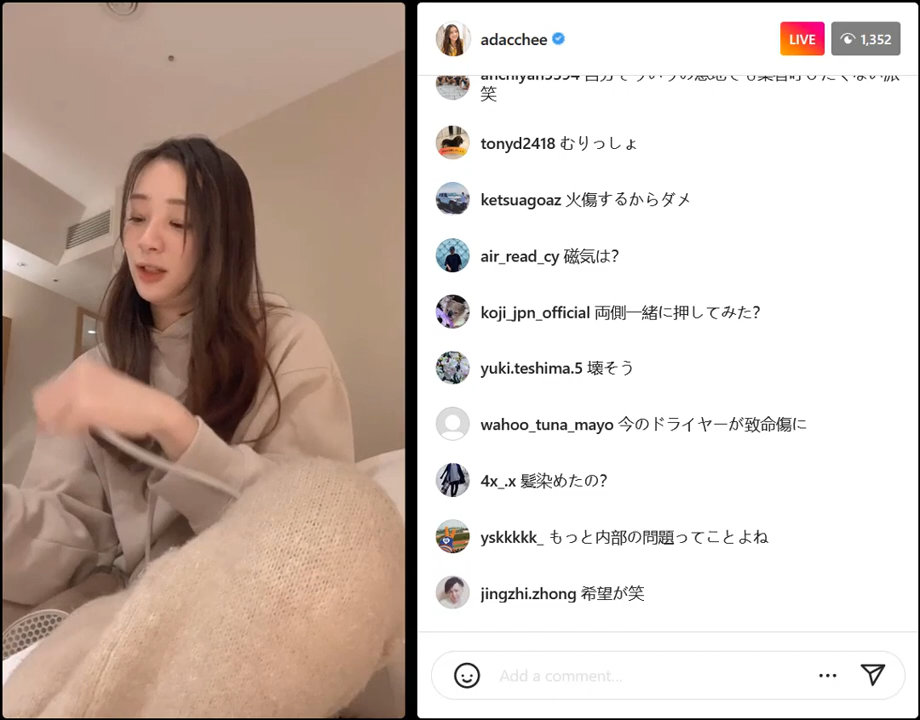 adacchee
LIVE 1,352
笑
tonyd2418 むりっしょ
ketsuagoaz 火傷するからダメ
air_read_cy 磁気は?
koji_jpn_official 両側一緒に押してみた?
yuki.teshima.5 壊そう
wahoo_tuna_mayo 今のドライヤーが致命傷に
4x_.x 髪染めたの?
yskkkkk_ もっと内部の問題ってことよね
jingzhi.zhong 希望が笑
Add a comment...